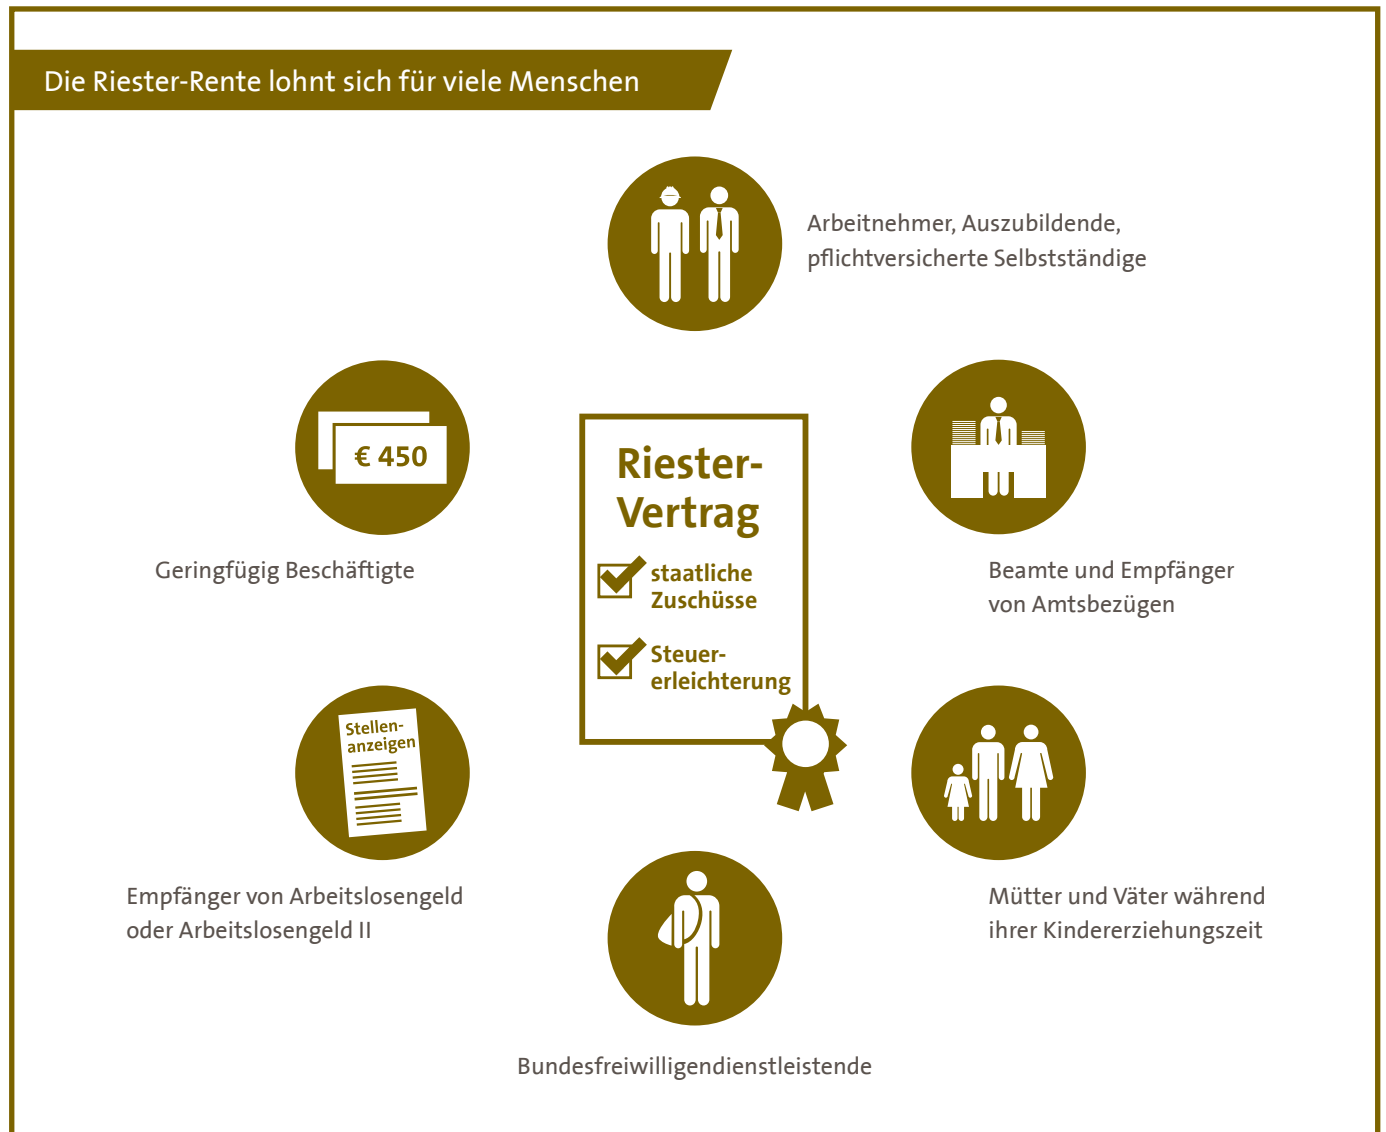 Die Riester-Rente lohnt sich für viele Menschen
Arbeitnehmer, Auszubildende,
pflichtversicherte Selbstständige
€ 450
Geringfügig Beschäftigte
Riester-
Vertrag
staatliche
Zuschüsse
Steuer-
erleichterung
Beamte und Empfänger
von Amtsbezügen
Stellen-
anzeigen
Empfänger von Arbeitslosengeld
oder Arbeitslosengeld II
Mütter und Väter während
ihrer Kindererziehungszeit
Bundesfreiwilligendienstleistende